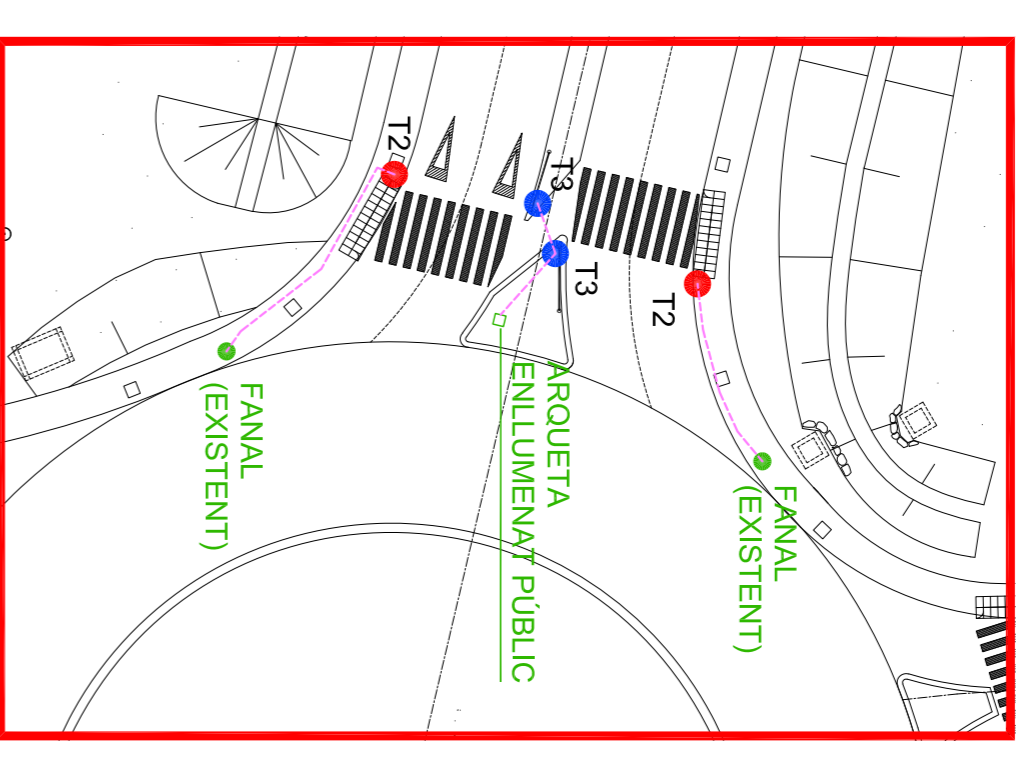 T2
T3
T3
T2
ARQUETA
ENLLUMENAT PÚBLIC
FANAL
(EXISTENT)
FANAL
(EXISTENT)